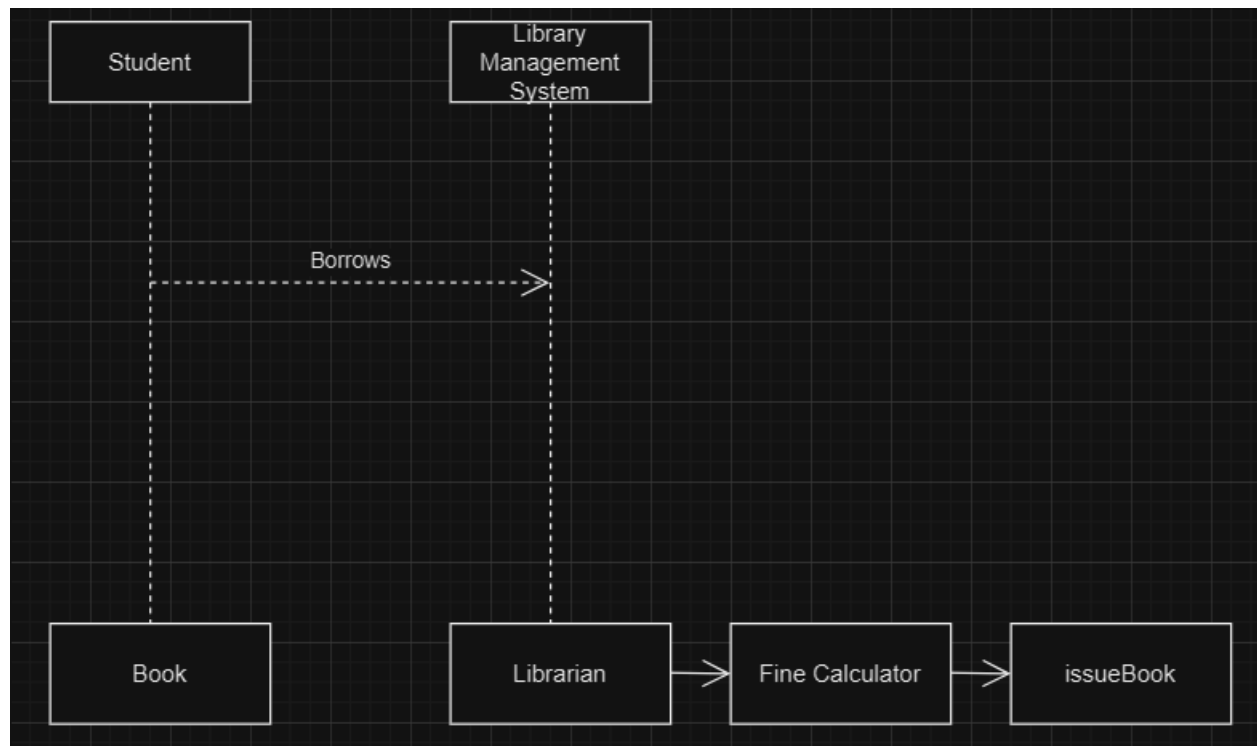 Student
Library
Management
System
Borrows
Book
Librarian
Fine Calculator
issueBook